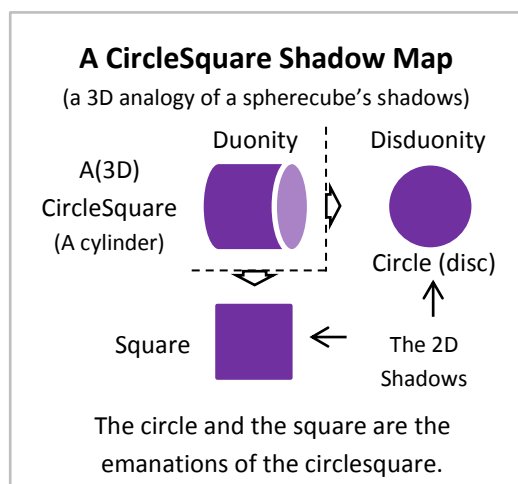 A CircleSquare Shadow Map
(a 3D analogy of a spherecube's shadows)
Duonity
Disduonity
A(3D)
CircleSquare
(A cylinder)
Circle (disc)
Square
The 2D
Shadows
The circle and the square are the
emanations of the circlesquare.